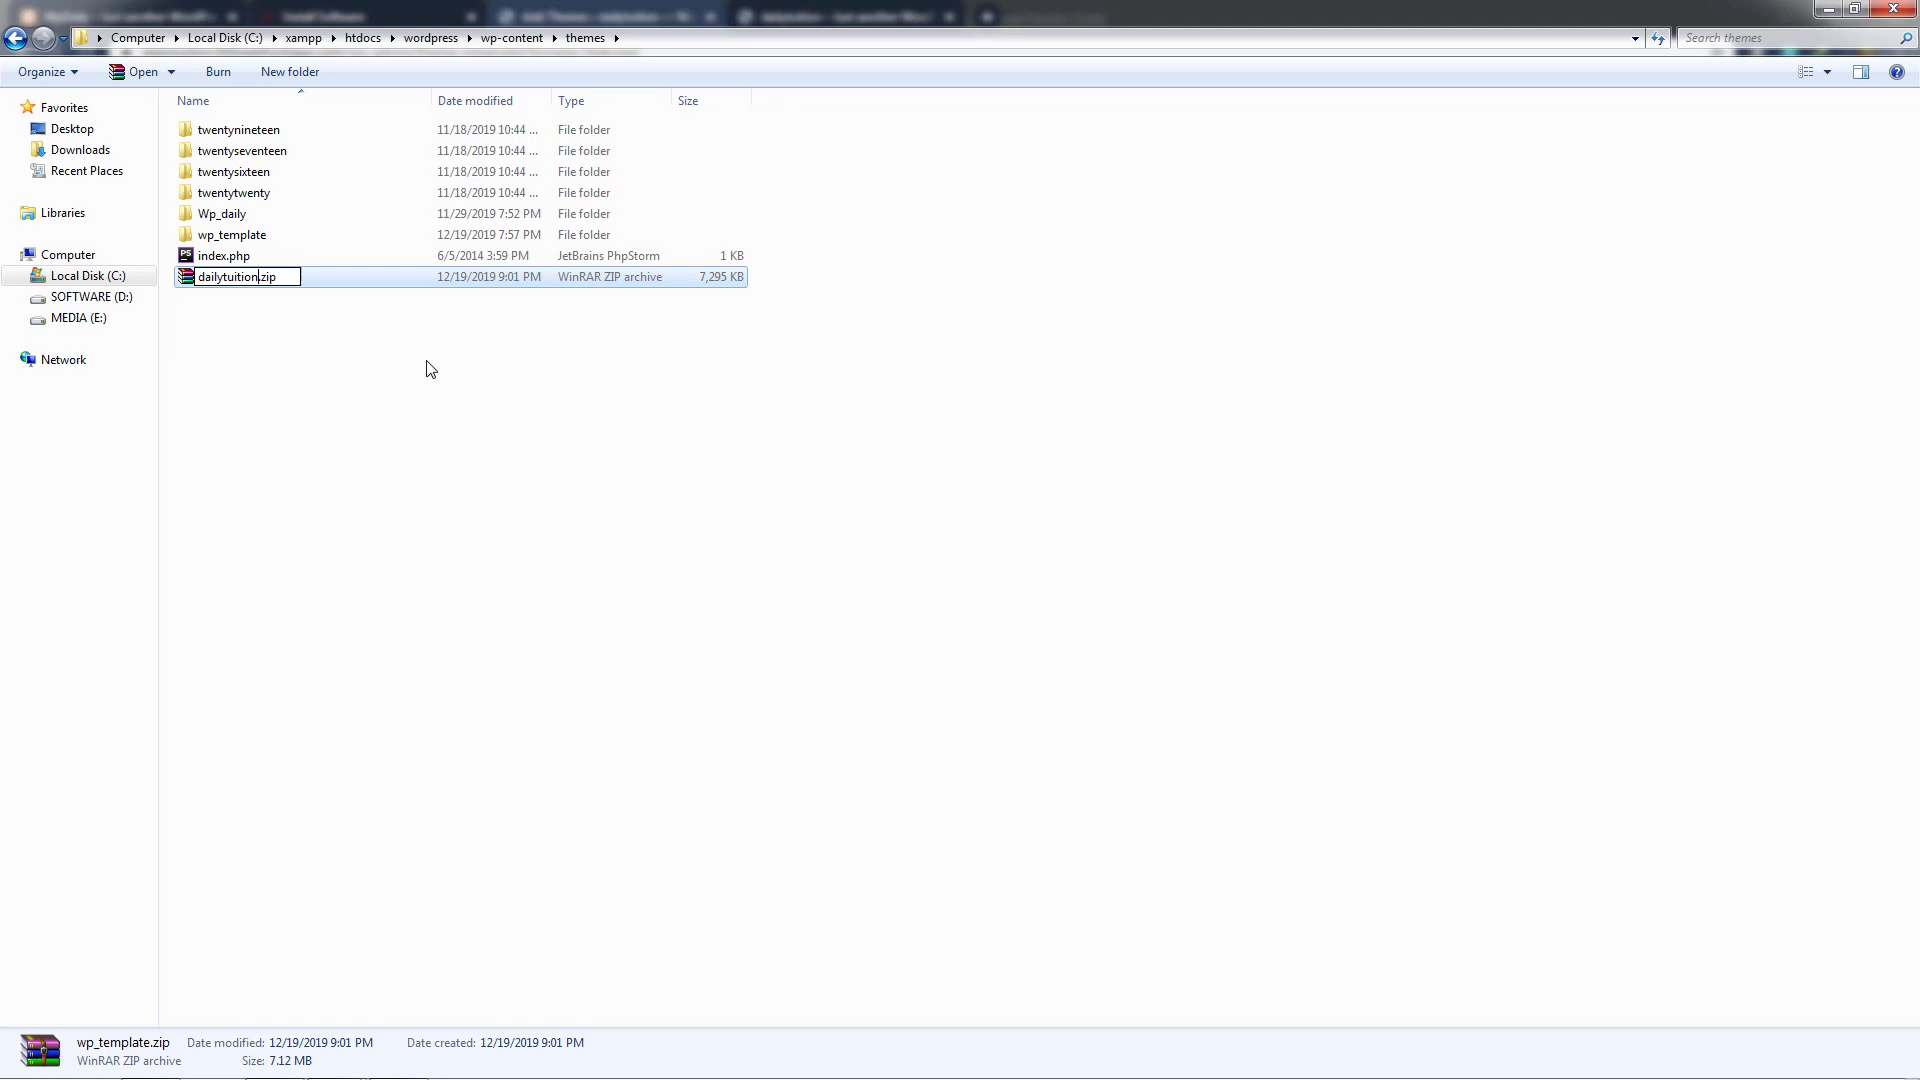 Computer Local Disk (C:) xampp htdocs wordpress wp-content themes
Search themes
Organize Open Burn New folder
Name Date modified Type Size
Favorites
Desktop
Downloads
Recent Places
Libraries
Computer
Local Disk (C:)
SOFTWARE (D:)
MEDIA (E:)
Network
twentynineteen 11/18/2019 10:44 ... File folder
twentyseventeen 11/18/2019 10:44 ... File folder
twentysixteen 11/18/2019 10:44 ... File folder
twentytwenty 11/18/2019 10:44 ... File folder
Wp_daily 11/29/2019 7:52 PM File folder
wp_template 12/19/2019 7:57 PM File folder
PS index.php 6/5/2014 3:59 PM JetBrains PhpStorm 1 KB
dailytuition.zip 12/19/2019 9:01 PM WinRAR ZIP archive 7,295 KB
wp_template.zip Date modified: 12/19/2019 9:01 PM Date created: 12/19/2019 9:01 PM
WinRAR ZIP archive Size: 7.12 MB